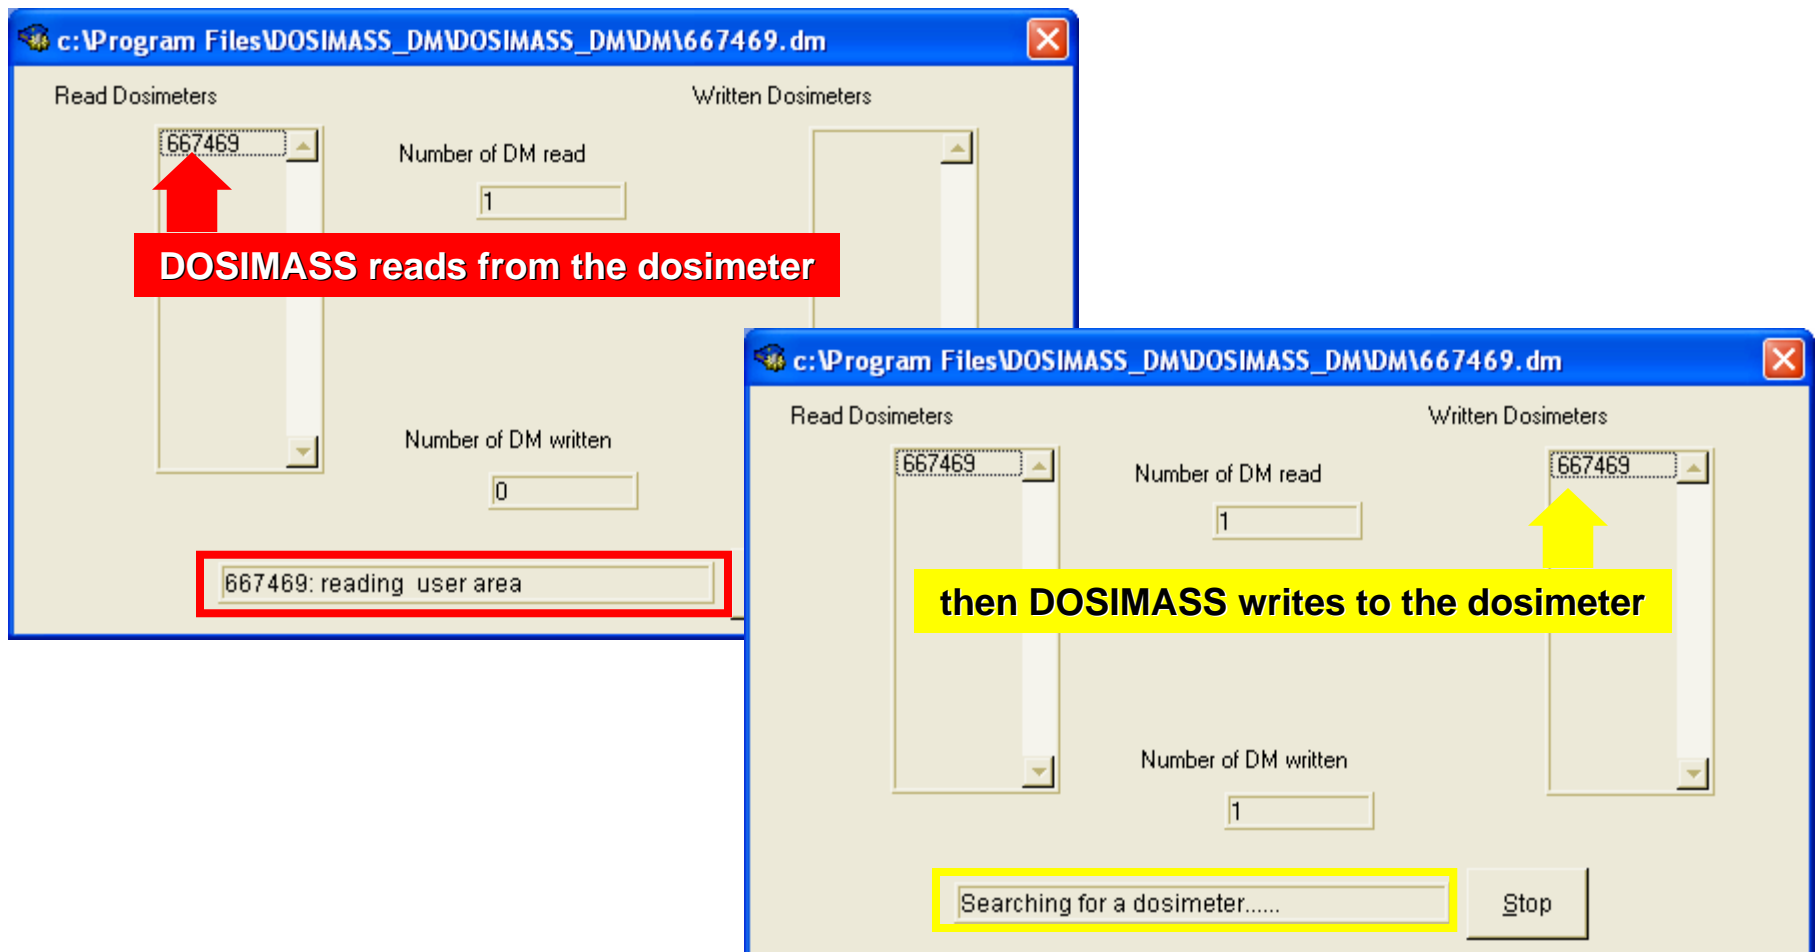 c:\Program Files\DOSIMASS_DM\DOSIMASS_DM\DM\667469.dm
Read Dosimeters
Written Dosimeters
667469
Number of DM read
1
DOSIMASS reads from the dosimeter
Number of DM written
0
667469: reading  user area
c:\Program Files\DOSIMASS_DM\DOSIMASS_DM\DM\667469.dm
Read Dosimeters
Written Dosimeters
667469
Number of DM read
667469
1
then DOSIMASS writes to the dosimeter
Number of DM written
1
Searching for a dosimeter......
Stop